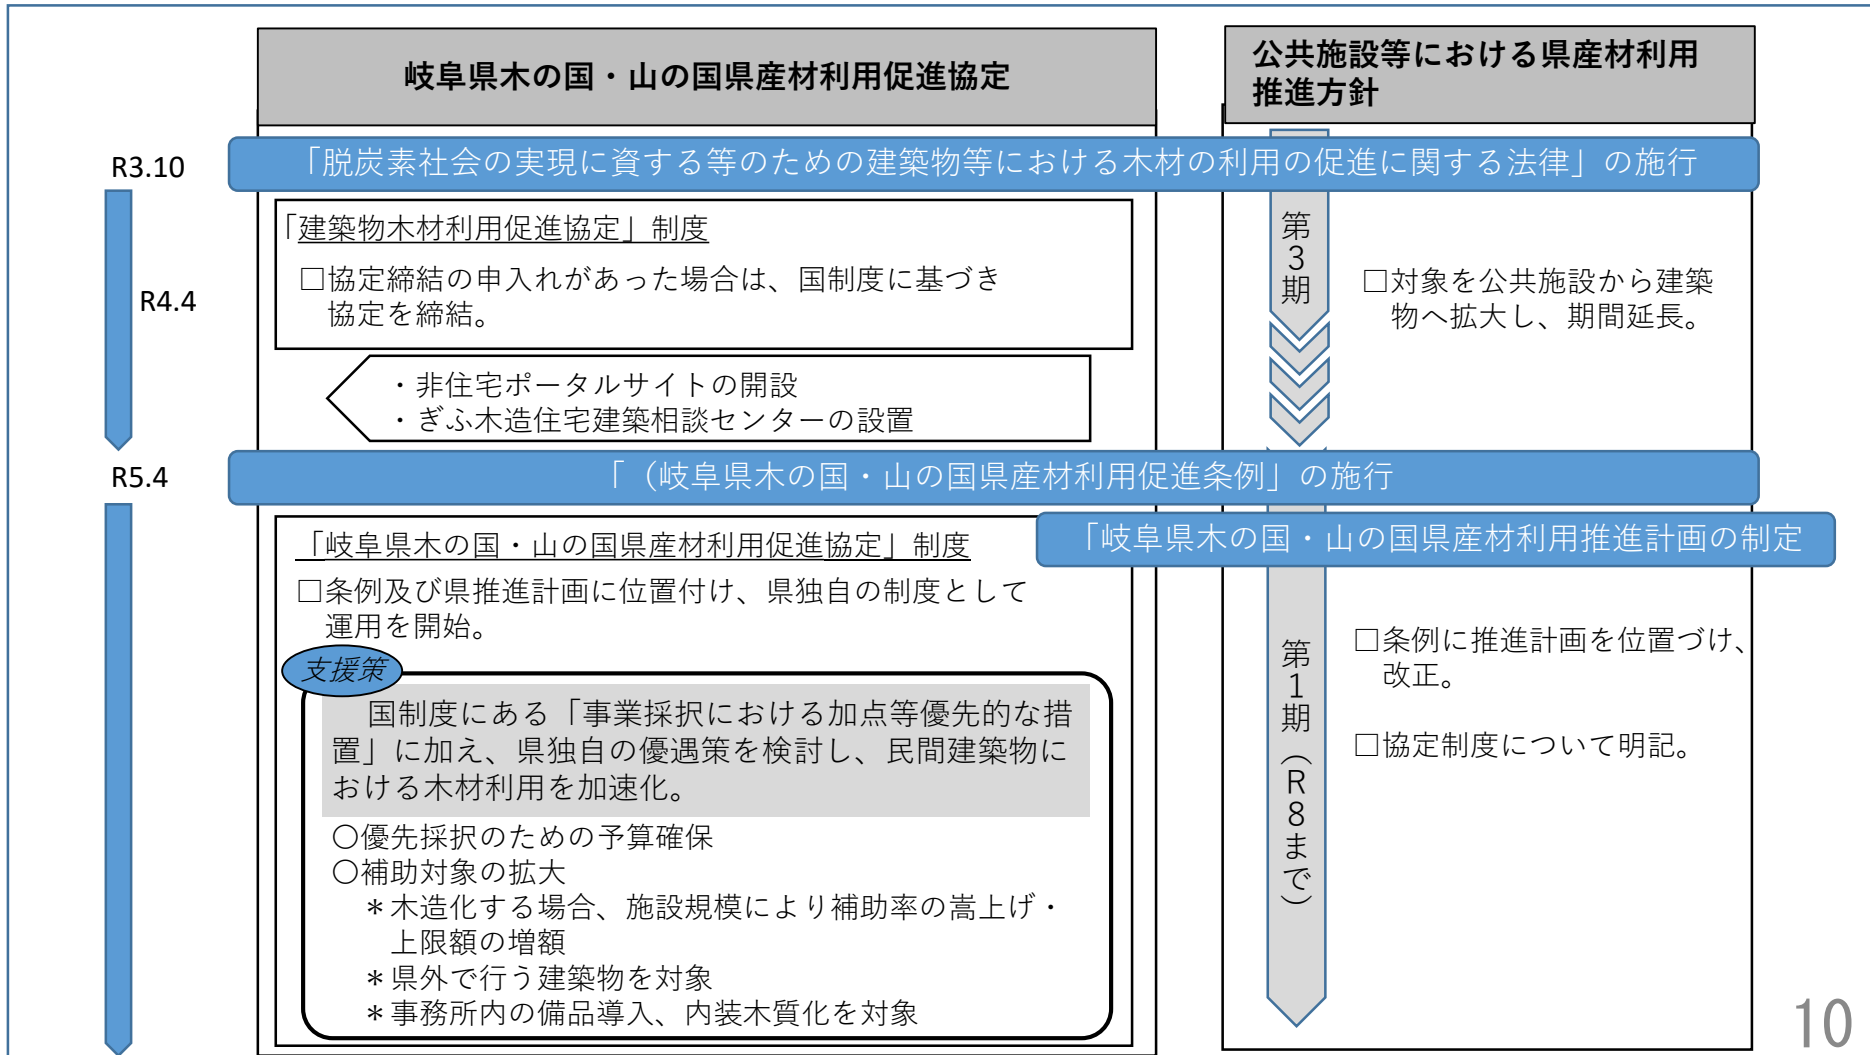 岐阜県木の国・山の国県産材利用促進協定
公共施設等における県産材利用
推進方針
R3.10
「脱炭素社会の実現に資する等のための建築物等における木材の利用の促進に関する法律」の施行
「建築物木材利用促進協定」制度
□協定締結の申入れがあった場合は、国制度に基づき
協定を締結。
R4.4
第3期
□対象を公共施設から建築
物へ拡大し、期間延長。
・非住宅ポータルサイトの開設
・ぎふ木造住宅建築相談センターの設置
R5.4
「（岐阜県木の国・山の国県産材利用促進条例」の施行
「岐阜県木の国・山の国県産材利用推進計画の制定
「岐阜県木の国・山の国県産材利用促進協定」制度
□条例及び県推進計画に位置付け、県独自の制度として
運用を開始。
支援策
国制度にある「事業採択における加点等優先的な措
置」に加え、県独自の優遇策を検討し、民間建築物に
おける木材利用を加速化。
〇優先採択のための予算確保
〇補助対象の拡大
＊木造化する場合、施設規模により補助率の嵩上げ・
上限額の増額
＊県外で行う建築物を対象
＊事務所内の備品導入、内装木質化を対象
第1期（R8まで）
□条例に推進計画を位置づけ、
改正。
□協定制度について明記。
10